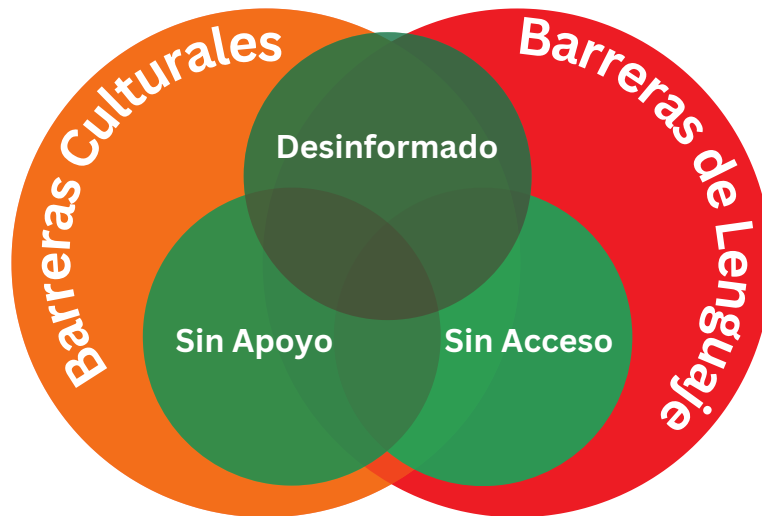 Barreras Culturales
Barreras de Lenguaje
Desinformado
Sin Apoyo
Sin Acceso